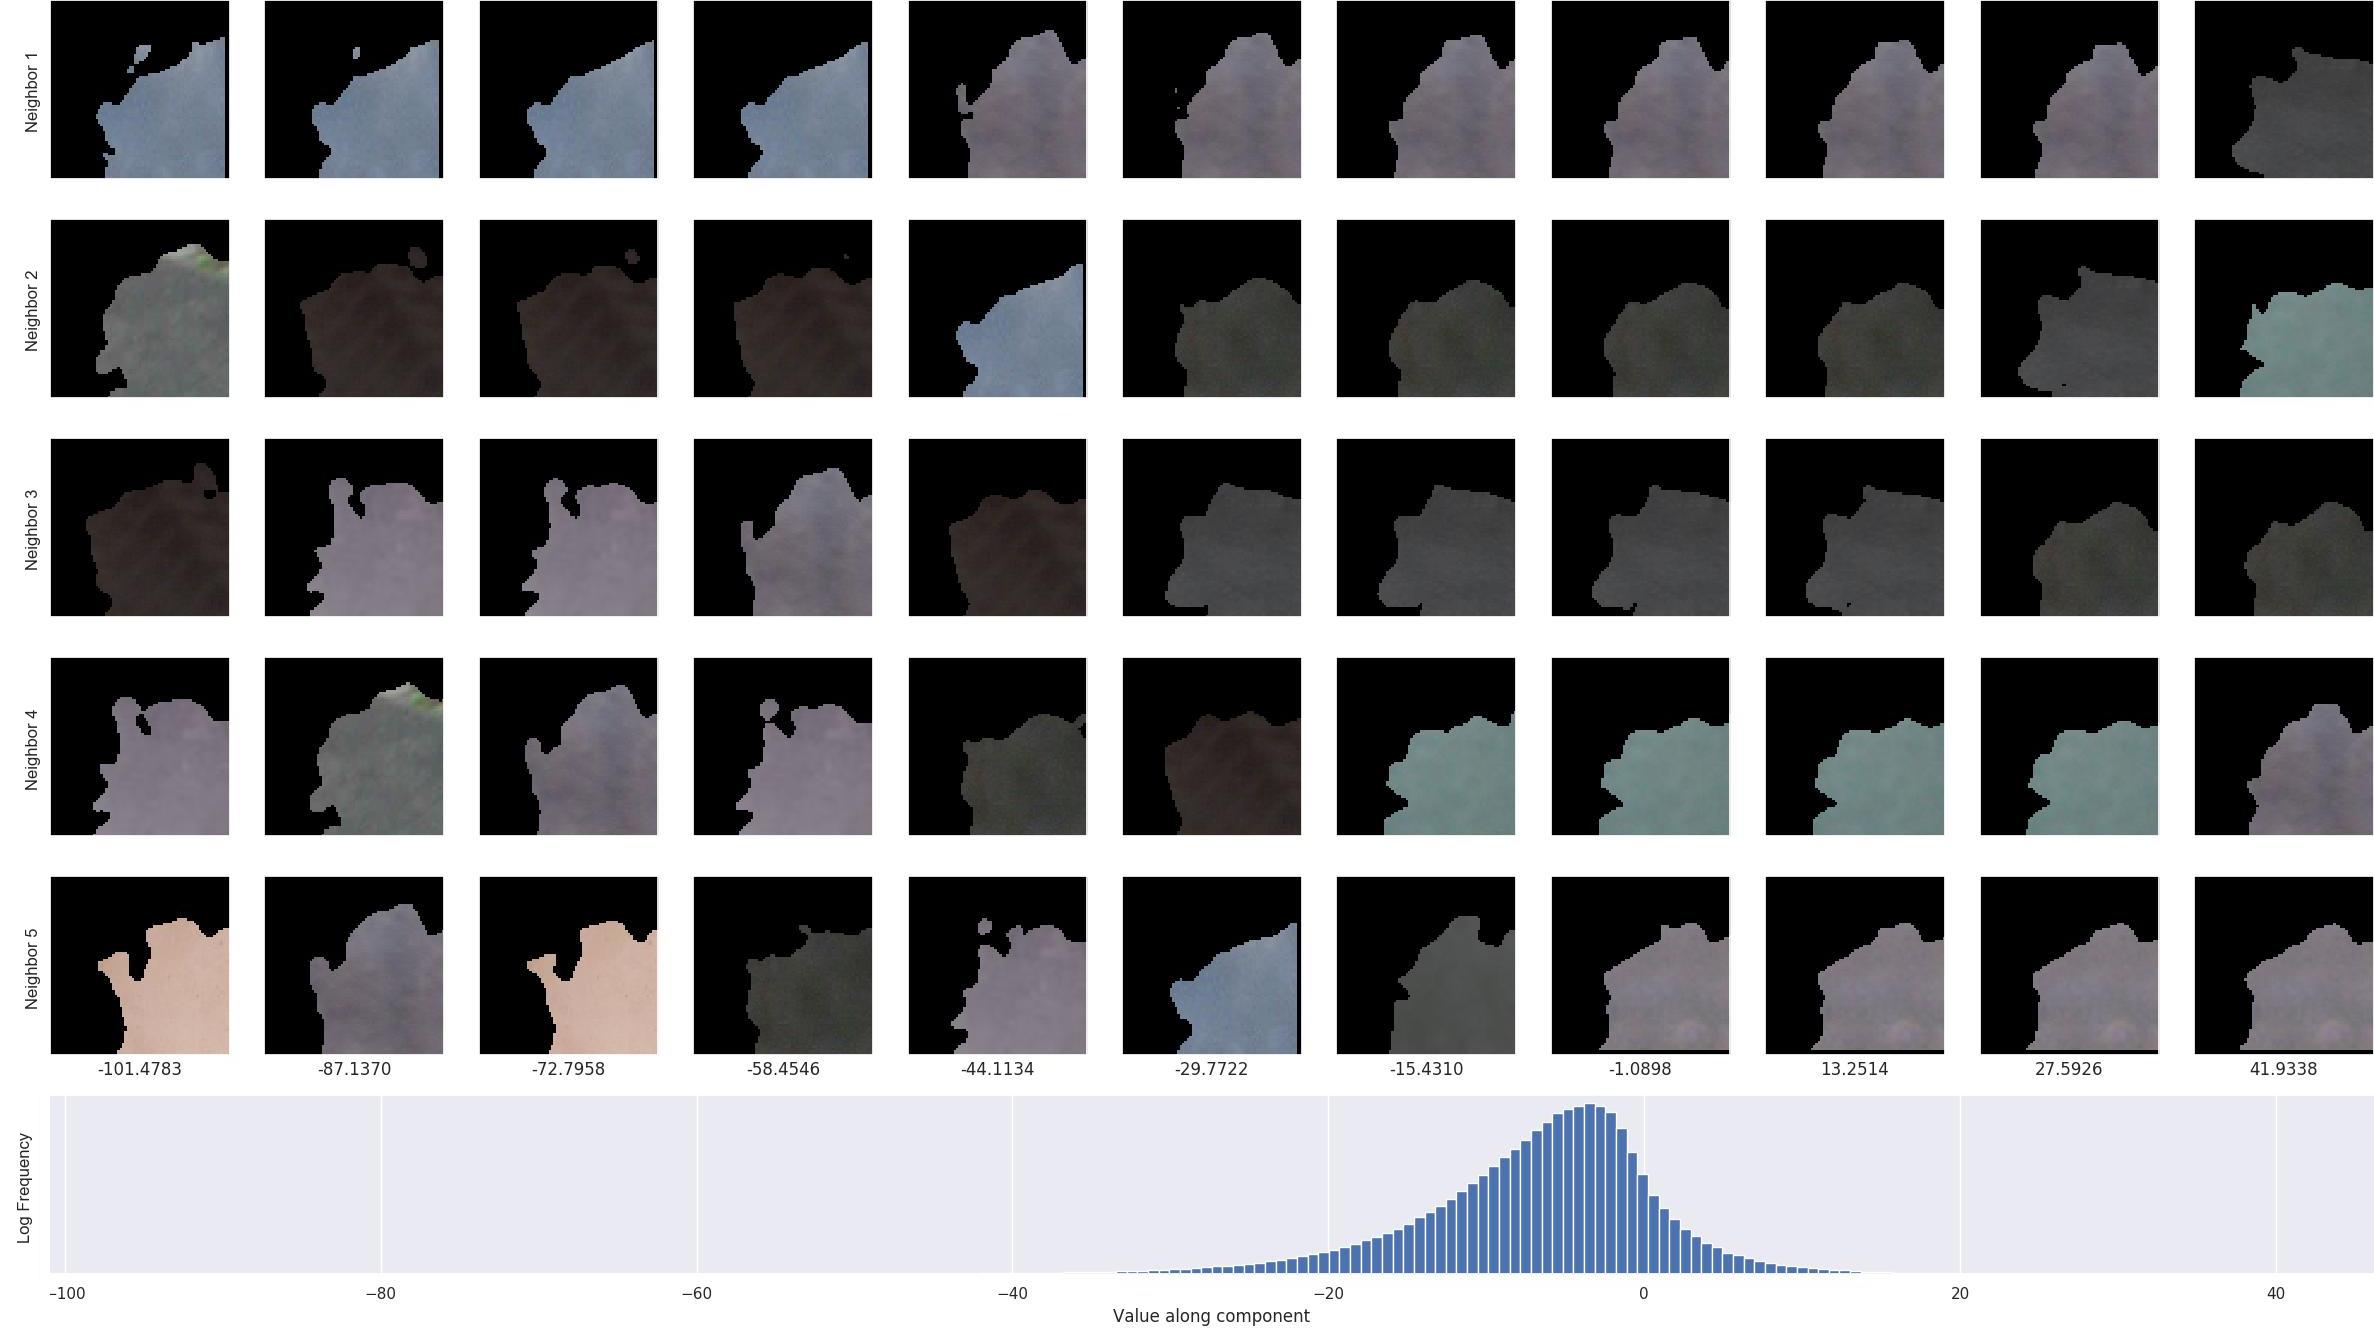 Neighbor 1
Neighbor 2
Neighbor 3
Neighbor 4
Neighbor 5
-101.4783 -87.1370 -72.7958 -58.4546 -44.1134 -29.7722 -15.4310 -1.0898 13.2514 27.5926 41.9338
Log Frequency
−100 −80 −60 −40 −20 0 20 40
Value along component